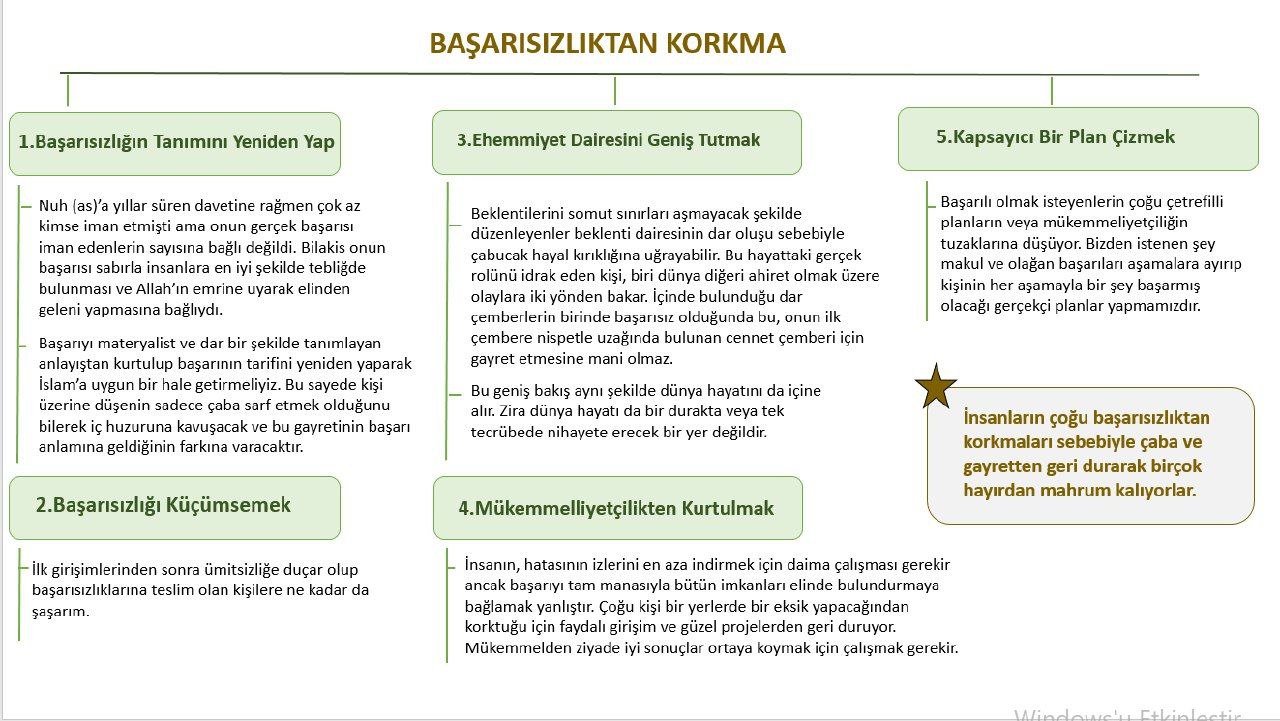 BAŞARISIZLIKTAN KORKMA
1.Başarısızlığın Tanımını Yeniden Yap
Nuh (as)’a yıllar süren davetine rağmen çok az
kimse iman etmişti ama onun gerçek başarısı
iman edenlerin sayısına bağlı değildi. Bilakis onun
başarısı sabırla insanlara en iyi şekilde tebliğde
bulunması ve Allah’ın emrine uyarak elinden
geleni yapmasına bağlıydı.
Başarıyı materyalist ve dar bir şekilde tanımlayan
anlayıştan kurtulup başarının tarifini yeniden yaparak
İslam’a uygun bir hale getirmeliyiz. Bu sayede kişi
üzerine düşenin sadece çaba sarf etmek olduğunu
bilerek iç huzuruna kavuşacak ve bu gayretinin başarı
anlamına geldiğinin farkına varacaktır.
2.Başarısızlığı Küçümsemek
İlk girişimlerinden sonra ümitsizliğe duçar olup
başarısızlıklarına teslim olan kişilere ne kadar da
şaşarım.
3.Ehemmiyet Dairesini Geniş Tutmak
Beklentilerini somut sınırları aşmayacak şekilde
düzenleyenler beklenti dairesinin dar oluşu sebebiyle
çabucak hayal kırıklığına uğrayabilir. Bu hayattaki gerçek
rolünü idrak eden kişi, biri dünya diğeri ahiret olmak üzere
olaylara iki yönden bakar. İçinde bulunduğu dar
çemberlerin birinde başarısız olduğunda bu, onun ilk
çembere nispetle uzağında bulunan cennet çemberi için
gayret etmesine mani olmaz.
Bu geniş bakış aynı şekilde dünya hayatını da içine
alır. Zira dünya hayatı da bir durakta veya tek
tecrübede nihayete erecek bir yer değildir.
4.Mükemmelliyetçilikten Kurtulmak
İnsanın, hatasının izlerini en aza indirmek için daima çalışması gerekir
ancak başarıyı tam manasıyla bütün imkanları elinde bulundurmaya
bağlamak yanlıştır. Çoğu kişi bir yerlerde bir eksik yapacağından
korktuğu için faydalı girişim ve güzel projelerden geri duruyor.
Mükemmelden ziyade iyi sonuçlar ortaya koymak için çalışmak gerekir.
5.Kapsayıcı Bir Plan Çizmek
Başarılı olmak isteyenlerin çoğu çetrefilli
planların veya mükemmeliyetçiliğin
tuzaklarına düşüyor. Bizden istenen şey
makul ve olağan başarıları aşamalara ayırıp
kişinin her aşamayla bir şey başarmış
olacağı gerçekçi planlar yapmamızdır.
İnsanların çoğu başarısızlıktan
korkmaları sebebiyle çaba ve
gayretten geri durarak birçok
hayırdan mahrum kalıyorlar.
Windows'u Etkinleştir